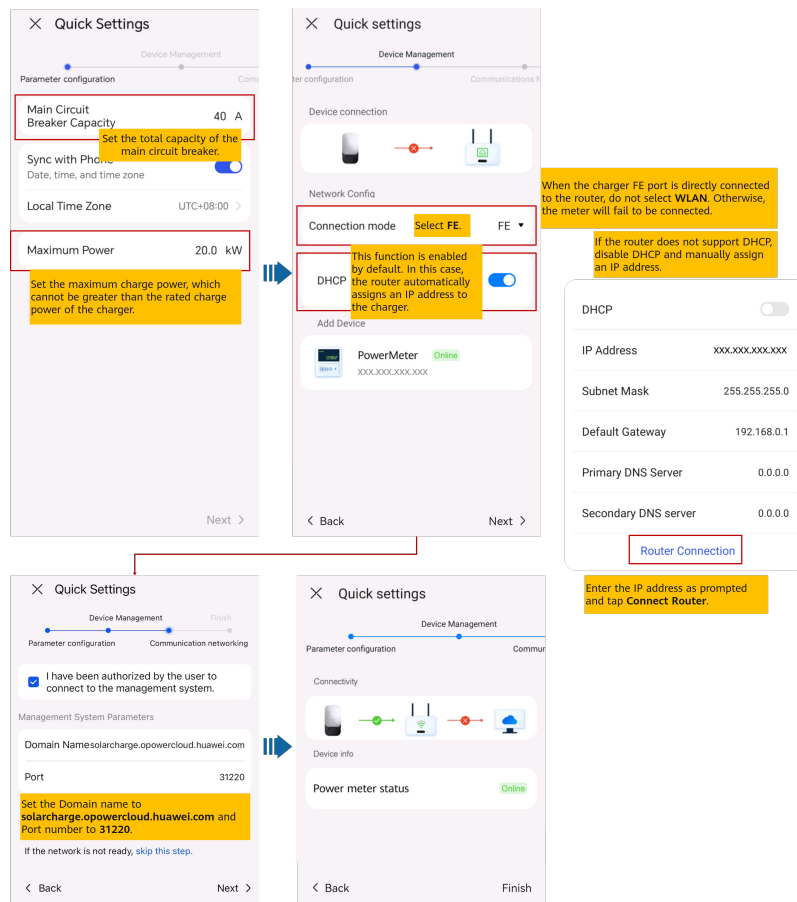 Quick Settings
Device Management
Parameter configuration
Comm
Main Circuit
Breaker Capacity
40 A
Set the total capacity of the
main circuit breaker.
Sync with Phone
Date, time, and time zone
Local Time Zone
UTC+08:00 >
Maximum Power
20.0 kW
Set the maximum charge power, which
cannot be greater than the rated charge
power of the charger.
Next >
Quick settings
Device Management
ter configuration
Communications N
Device connection
Network Config
Connection mode
Select FE.
FE
DHCP
This function is enabled
by default. In this case,
the router automatically
assigns an IP address to
the charger.
Add Device
PowerMeter
Online
XXX.XXX.XXX.XXX
< Back
Next >
When the charger FE port is directly connected
to the router, do not select WLAN. Otherwise,
the meter will fail to be connected.
If the router does not support DHCP,
disable DHCP and manually assign
an IP address.
DHCP
IP Address
XXX.XXX.XXX.XXX
Subnet Mask
255.255.255.0
Default Gateway
192.168.0.1
Primary DNS Server
0.0.0.0
Secondary DNS server
0.0.0.0
Router Connection
Enter the IP address as prompted
and tap Connect Router.
Quick Settings
Device Management
Finish
Parameter configuration
Communication networking
I have been authorized by the user to
connect to the management system.
Management System Parameters
Domain Name
solarcharge.opowercloud.huawei.com
Port
31220
Set the Domain name to
solarcharge.opowercloud.huawei.com and
Port number to 31220.
If the network is not ready, skip this step.
< Back
Next >
Quick settings
Device Management
Parameter configuration
Commur
Connectivity
Device info
Power meter status
Online
< Back
Finish